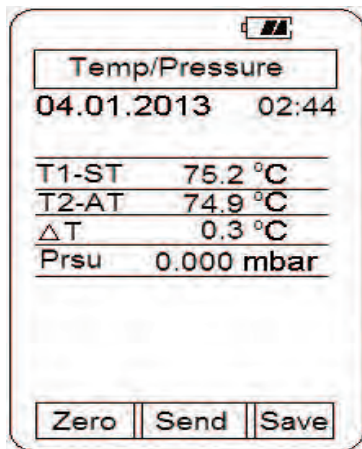 Temp/Pressure
04.01.2013 02:44
T1-ST 75.2 °C
T2-AT 74.9 °C
△T 0.3 °C
Prsu 0.000 mbar
Zero Send Save